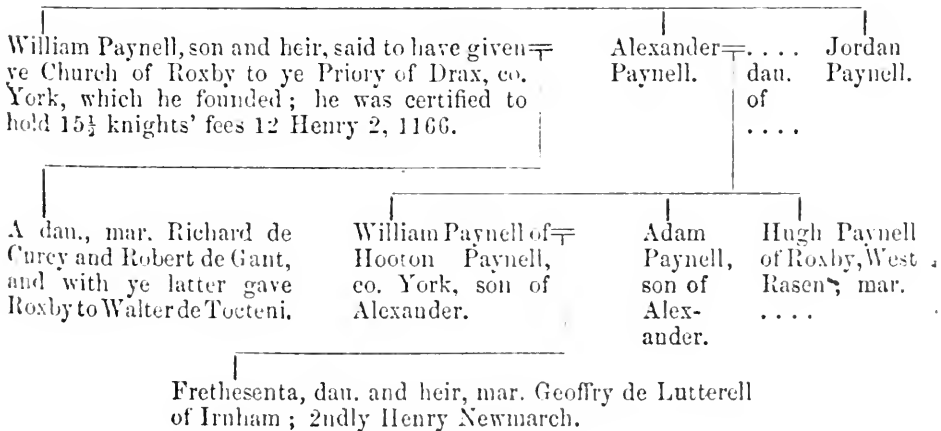 William Paynell, son and heir, said to have given
ye Church of Roxby to ye Priory of Drax, co.
York, which he founded; he was certified to
hold 15½ knights' fees 12 Henry 2, 1166.
Alexander
Paynell.
. . . .
dau.
of
. . . .
Jordan
Paynell.
A dau., mar. Richard de
Curcy and Robert de Gant,
and with ye latter gave
Roxby to Walter de Tocteni.
William Paynell of
Hooton Paynell,
co. York, son of
Alexander.
Adam
Paynell,
son of
Alex-
ander.
Hugh Paynell
of Roxby, West
Rasen; mar.
. . . .
Frethesenta, dau. and heir, mar. Geoffry de Lutterell
of Irnham; 2ndly Henry Newmarch.